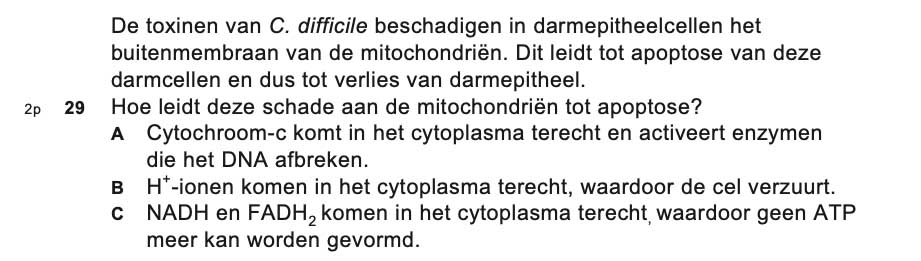 De toxinen van C. difficile beschadigen in darmepitheelcellen het
buitenmembraan van de mitochondriën. Dit leidt tot apoptose van deze
darmcellen en dus tot verlies van darmepitheel.
2p 29 Hoe leidt deze schade aan de mitochondriën tot apoptose?
A Cytochroom-c komt in het cytoplasma terecht en activeert enzymen
die het DNA afbreken.
B H⁺-ionen komen in het cytoplasma terecht, waardoor de cel verzuurt.
C NADH en FADH₂ komen in het cytoplasma terecht, waardoor geen ATP
meer kan worden gevormd.